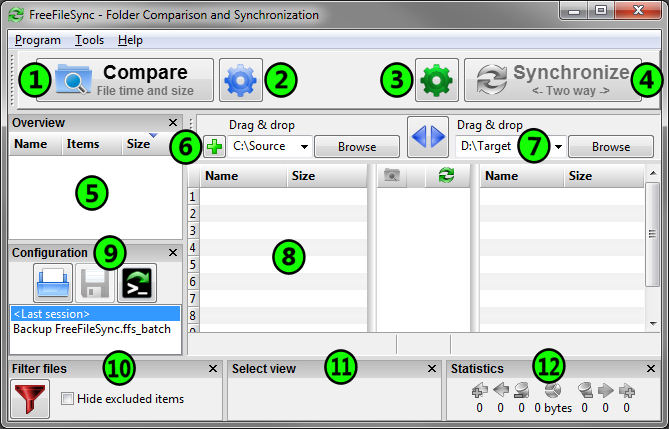 FreeFileSync - Folder Comparison and Synchronization
Program Tools Help
1 Compare 2 3 Synchronize 4
File time and size <- Two way ->
Overview
Name Items Size
5
Drag & drop Drag & drop
6 C:\Source Browse D:\Target 7 Browse
Name Size Name Size
1
2
3
4
5
6
7
8
9
8
Configuration 9
<Last session>
Backup FreeFileSync.ffs_batch
Filter files 10
Hide excluded items
Select view 11
Statistics 12
0 0 0 0 bytes 0 0 0